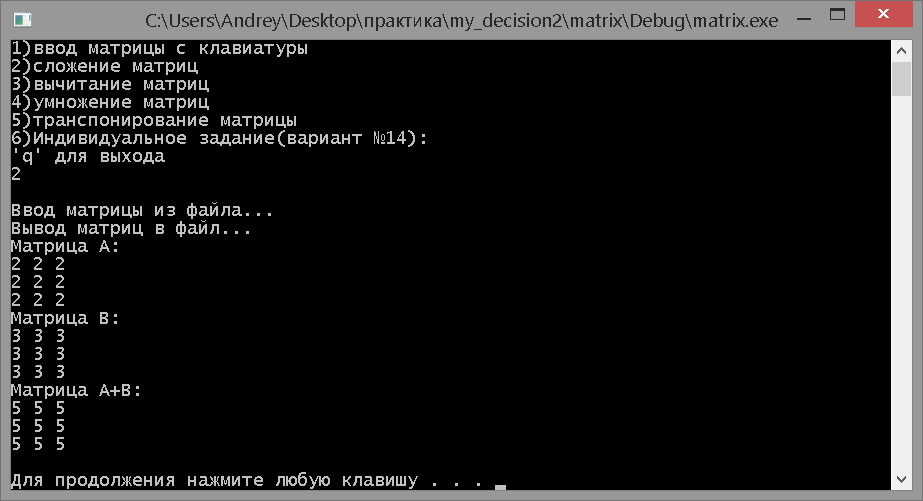 C:\Users\Andrey\Desktop\практика\my_decision2\matrix\Debug\matrix.exe
1)ввод матрицы с клавиатуры
2)сложение матриц
3)вычитание матриц
4)умножение матриц
5)транспонирование матрицы
6)Индивидуальное задание(вариант №14):
'q' для выхода
2
Ввод матрицы из файла...
Вывод матриц в файл...
Матрица A:
2 2 2
2 2 2
2 2 2
Матрица B:
3 3 3
3 3 3
3 3 3
Матрица A+B:
5 5 5
5 5 5
5 5 5
Для продолжения нажмите любую клавишу . . .